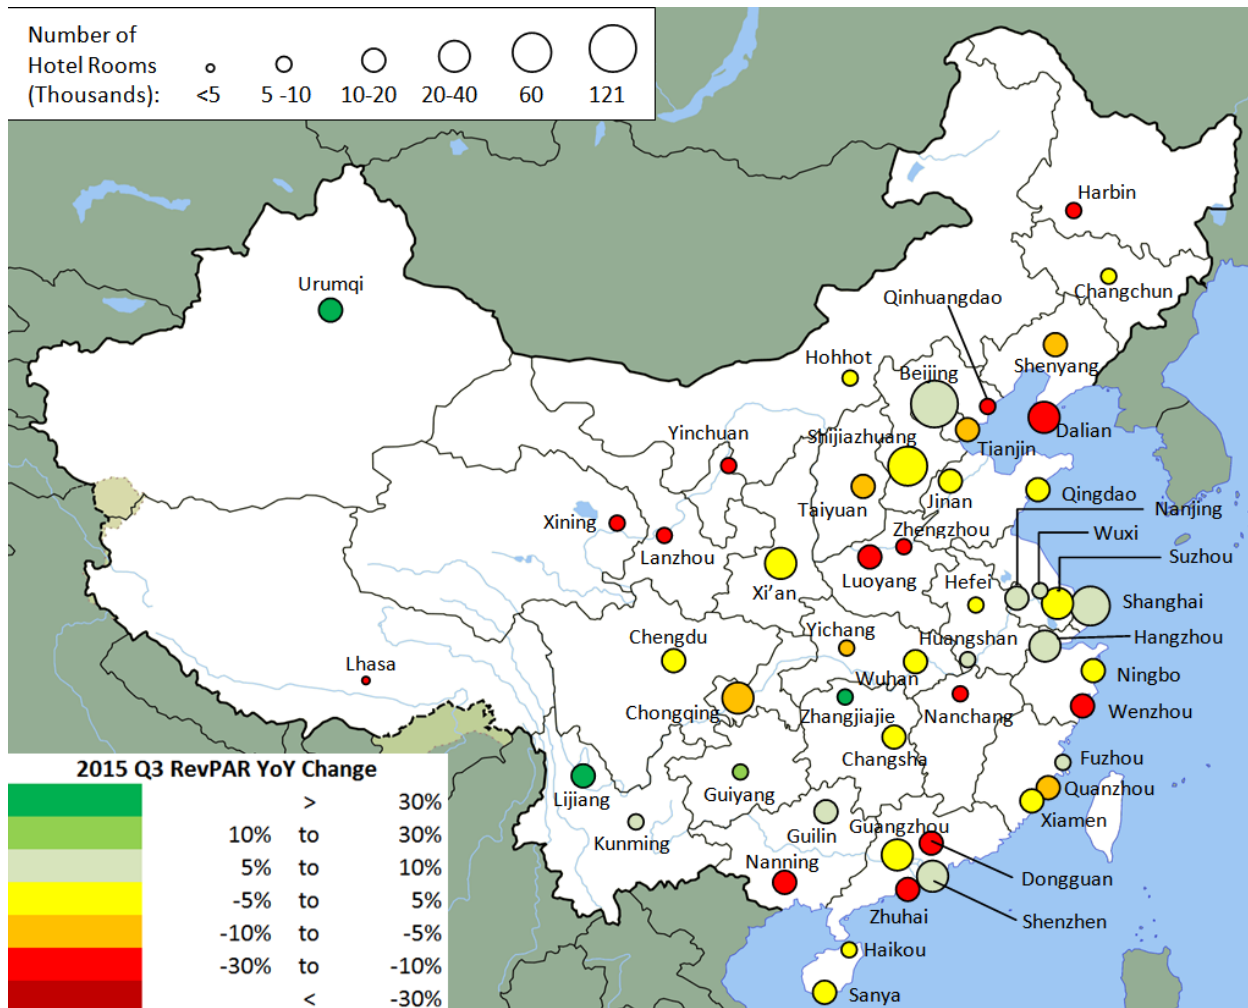 Number of
Hotel Rooms
(Thousands): <5 5 -10 10-20 20-40 60 121
Harbin
Urumqi
Changchun
Qinhuangdao
Hohhot
Shenyang
Beijing
Dalian
Yinchuan
Shijiazhuang
Tianjin
Qingdao
Jinan
Taiyuan
Nanjing
Xining
Zhengzhou
Wuxi
Lanzhou
Suzhou
Luoyang
Hefei
Xi’an
Shanghai
Chengdu
Yichang
Huangshan
Hangzhou
Lhasa
Wuhan
Ningbo
Chongqing
Zhangjiajie
Nanchang
Wenzhou
Changsha
Fuzhou
Lijiang
Guiyang
Quanzhou
Xiamen
Kunming
Guilin
Guangzhou
Nanning
Dongguan
Zhuhai
Shenzhen
Haikou
Sanya
2015 Q3 RevPAR YoY Change
> 30%
10% to 30%
5% to 10%
-5% to 5%
-10% to -5%
-30% to -10%
< -30%